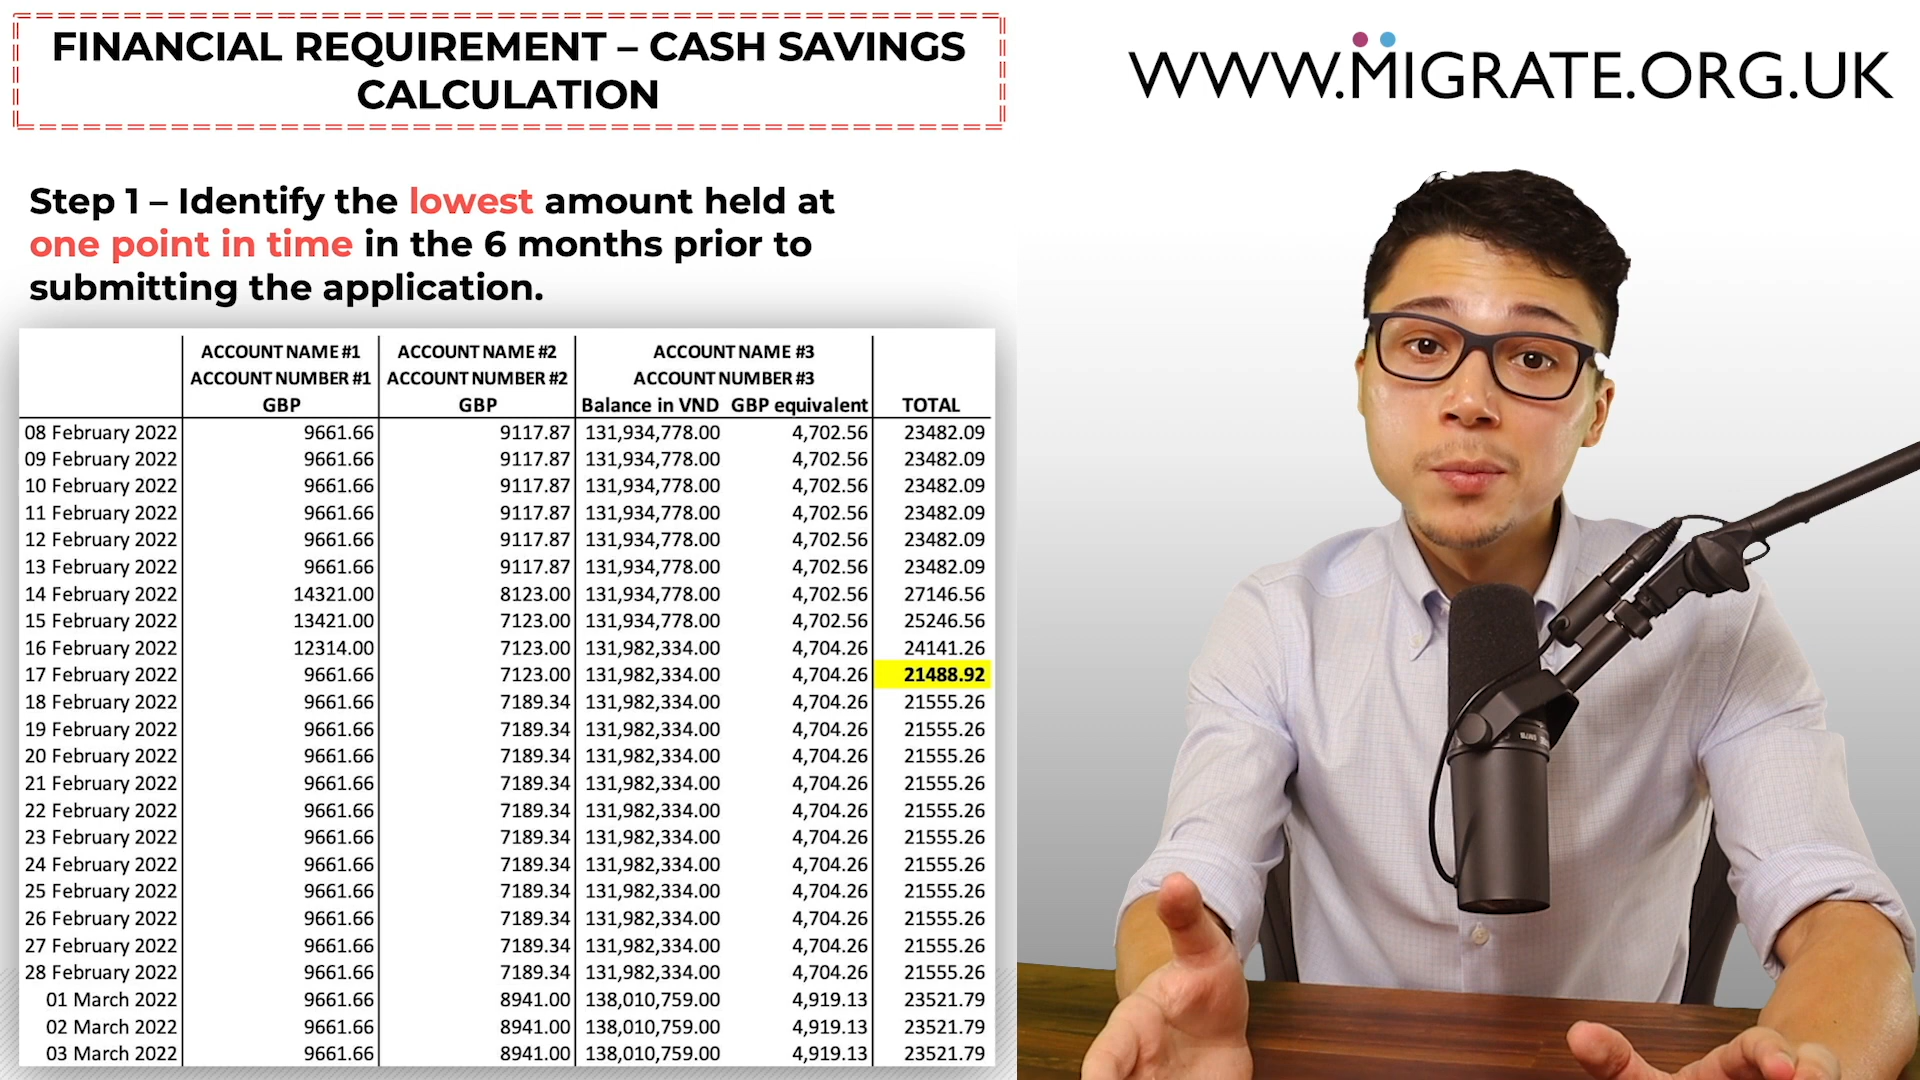 FINANCIAL REQUIREMENT – CASH SAVINGS
CALCULATION
WWW.MIGRATE.ORG.UK
Step 1 – Identify the lowest amount held at
one point in time in the 6 months prior to
submitting the application.
ACCOUNT NAME #1 ACCOUNT NAME #2 ACCOUNT NAME #3
ACCOUNT NUMBER #1 ACCOUNT NUMBER #2 ACCOUNT NUMBER #3
GBP GBP Balance in VND GBP equivalent TOTAL
08 February 2022 9661.66 9117.87 131,934,778.00 4,702.56 23482.09
09 February 2022 9661.66 9117.87 131,934,778.00 4,702.56 23482.09
10 February 2022 9661.66 9117.87 131,934,778.00 4,702.56 23482.09
11 February 2022 9661.66 9117.87 131,934,778.00 4,702.56 23482.09
12 February 2022 9661.66 9117.87 131,934,778.00 4,702.56 23482.09
13 February 2022 9661.66 9117.87 131,934,778.00 4,702.56 23482.09
14 February 2022 14321.00 8123.00 131,934,778.00 4,702.56 27146.56
15 February 2022 13421.00 7123.00 131,934,778.00 4,702.56 25246.56
16 February 2022 12314.00 7123.00 131,982,334.00 4,704.26 24141.26
17 February 2022 9661.66 7123.00 131,982,334.00 4,704.26 21488.92
18 February 2022 9661.66 7189.34 131,982,334.00 4,704.26 21555.26
19 February 2022 9661.66 7189.34 131,982,334.00 4,704.26 21555.26
20 February 2022 9661.66 7189.34 131,982,334.00 4,704.26 21555.26
21 February 2022 9661.66 7189.34 131,982,334.00 4,704.26 21555.26
22 February 2022 9661.66 7189.34 131,982,334.00 4,704.26 21555.26
23 February 2022 9661.66 7189.34 131,982,334.00 4,704.26 21555.26
24 February 2022 9661.66 7189.34 131,982,334.00 4,704.26 21555.26
25 February 2022 9661.66 7189.34 131,982,334.00 4,704.26 21555.26
26 February 2022 9661.66 7189.34 131,982,334.00 4,704.26 21555.26
27 February 2022 9661.66 7189.34 131,982,334.00 4,704.26 21555.26
28 February 2022 9661.66 7189.34 131,982,334.00 4,704.26 21555.26
01 March 2022 9661.66 8941.00 138,010,759.00 4,919.13 23521.79
02 March 2022 9661.66 8941.00 138,010,759.00 4,919.13 23521.79
03 March 2022 9661.66 8941.00 138,010,759.00 4,919.13 23521.79